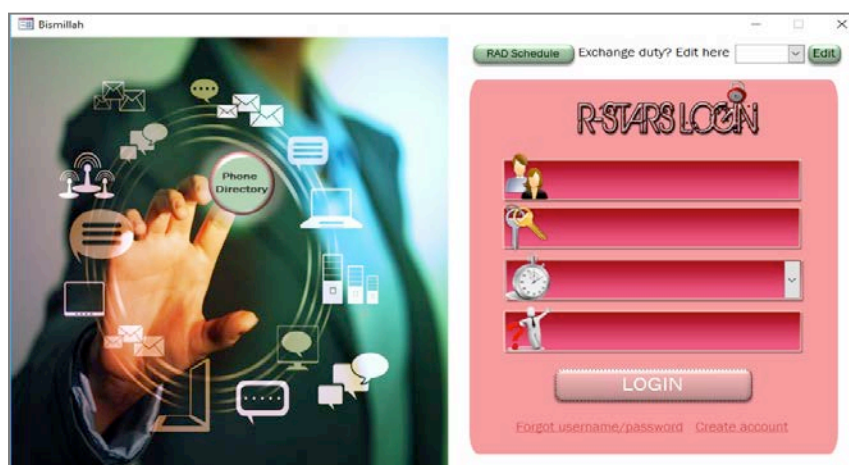 Bismillah
RAD Schedule Exchange duty? Edit here Edit
Phone
Directory
R-STARS LOGIN
LOGIN
Forgot username/password Create account